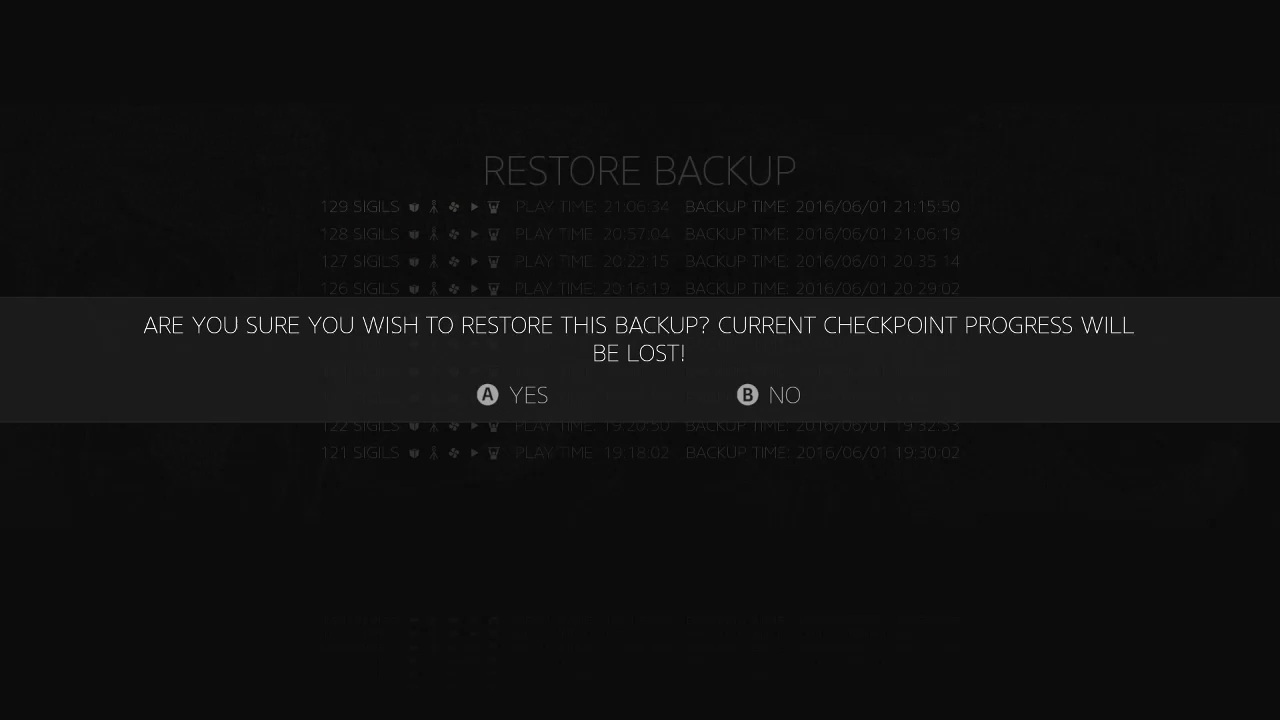 RESTORE BACKUP
129 SIGILS PLAY TIME: 21:06:34 BACKUP TIME: 2016/06/01 21:15:50
128 SIGILS PLAY TIME: 20:57:04 BACKUP TIME: 2016/06/01 21:06:19
127 SIGILS PLAY TIME: 20:22:15 BACKUP TIME: 2016/06/01 20:35:14
126 SIGILS PLAY TIME: 20:16:19 BACKUP TIME: 2016/06/01 20:29:02
ARE YOU SURE YOU WISH TO RESTORE THIS BACKUP? CURRENT CHECKPOINT PROGRESS WILL
BE LOST!
A YES B NO
122 SIGILS PLAY TIME: 19:20:50 BACKUP TIME: 2016/06/01 19:32:53
121 SIGILS PLAY TIME: 19:18:02 BACKUP TIME: 2016/06/01 19:30:02